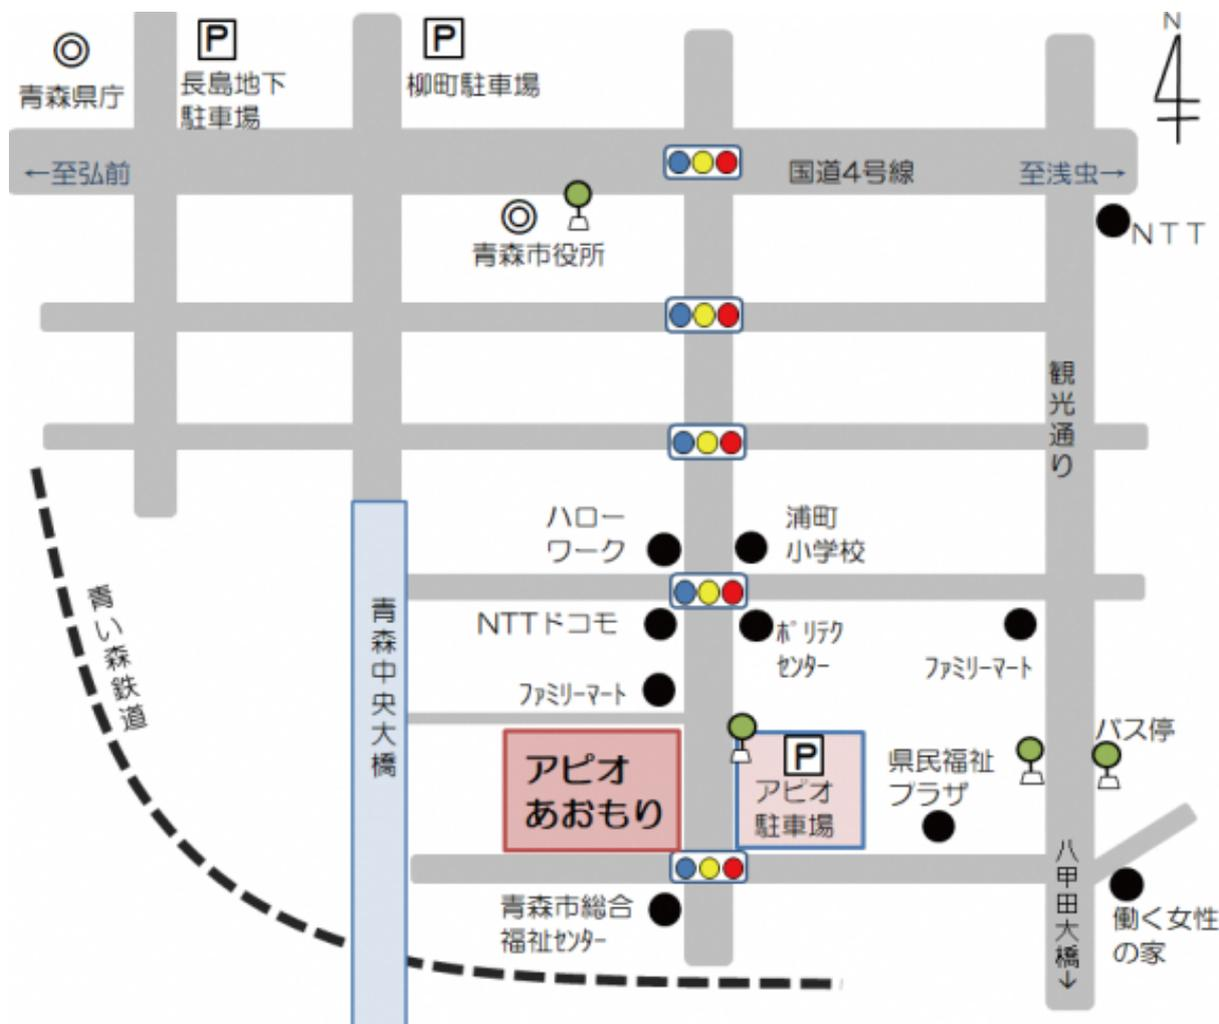 N
P
P
青森県庁
長島地下
駐車場
柳町駐車場
←至弘前
国道4号線
至浅虫→
青森市役所
NTT
観光通り
ハロー
ワーク
浦町
小学校
青い森鉄道
青森中央大橋
NTTドコモ
ポリテク
センター
ファミリーマート
ファミリーマート
アピオ
あおもり
P
アピオ
駐車場
県民福祉
プラザ
バス停
八甲田大橋↓
青森市総合
福祉センター
働く女性
の家